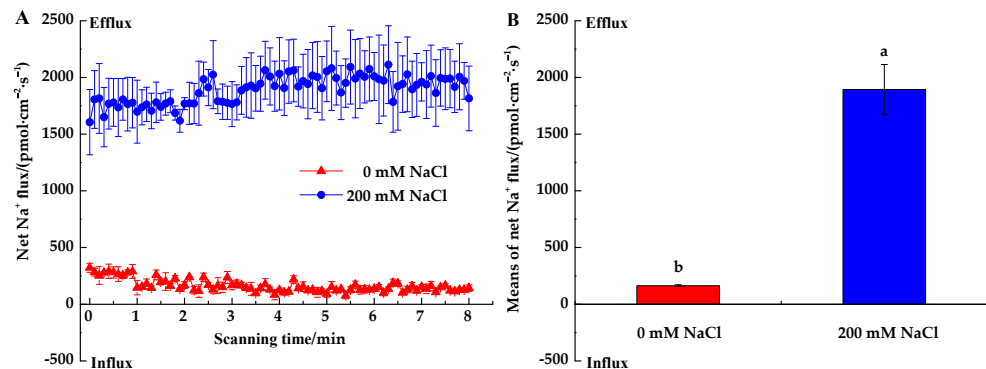 A
Efflux
2500
2000
1500
1000
500
0
-500
Net Na⁺ flux/(pmol·cm⁻²·s⁻¹)
0 mM NaCl
200 mM NaCl
0 1 2 3 4 5 6 7 8
Scanning time/min
Influx
B
Efflux
2500
2000
1500
1000
500
0
-500
Means of net Na⁺ flux/(pmol·cm⁻²·s⁻¹)
a
b
0 mM NaCl 200 mM NaCl
Influx